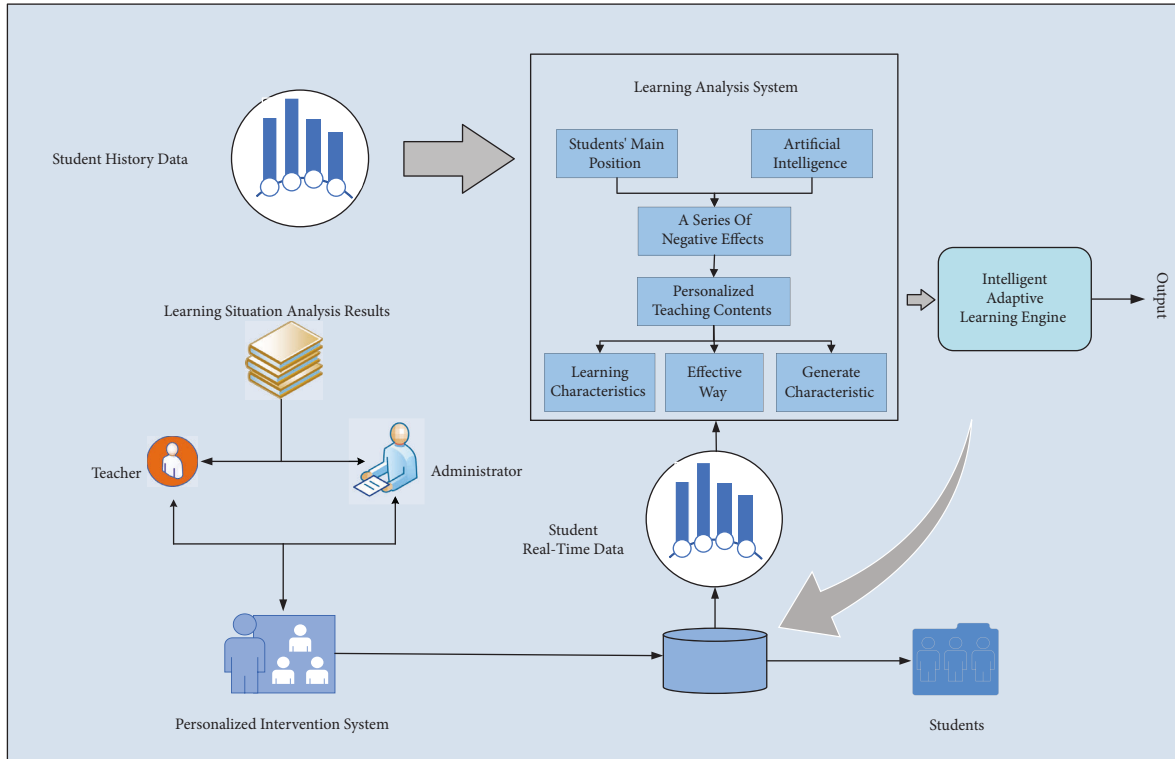 Student History Data
Learning Analysis System
Students' Main
Position
Artificial
Intelligence
A Series Of
Negative Effects
Personalized
Teaching Contents
Learning
Characteristics
Effective
Way
Generate
Characteristic
Intelligent
Adaptive
Learning Engine
Output
Learning Situation Analysis Results
Teacher
Administrator
Student
Real-Time Data
Personalized Intervention System
Students